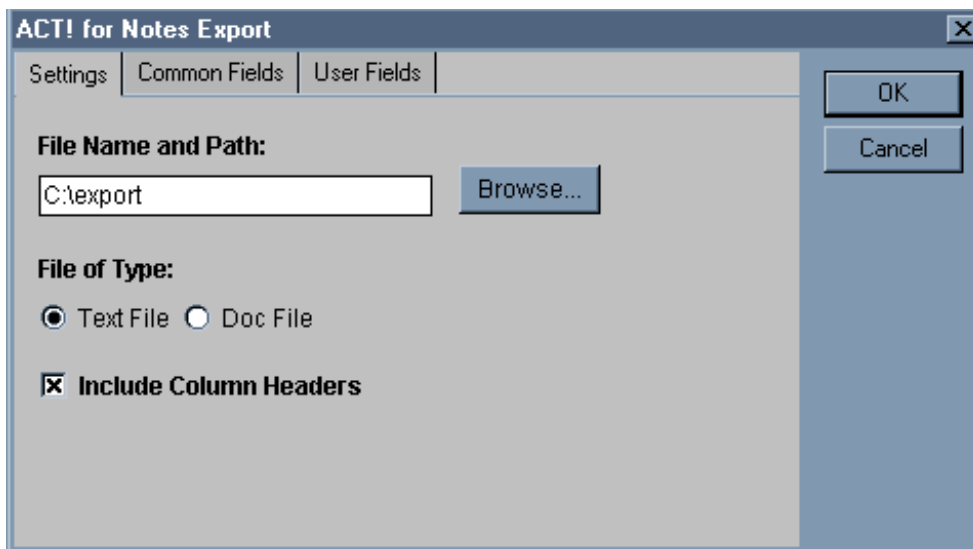 ACT! for Notes Export
Settings Common Fields User Fields
OK
File Name and Path:
Cancel
C:\export
Browse...
File of Type:
Text File Doc File
Include Column Headers